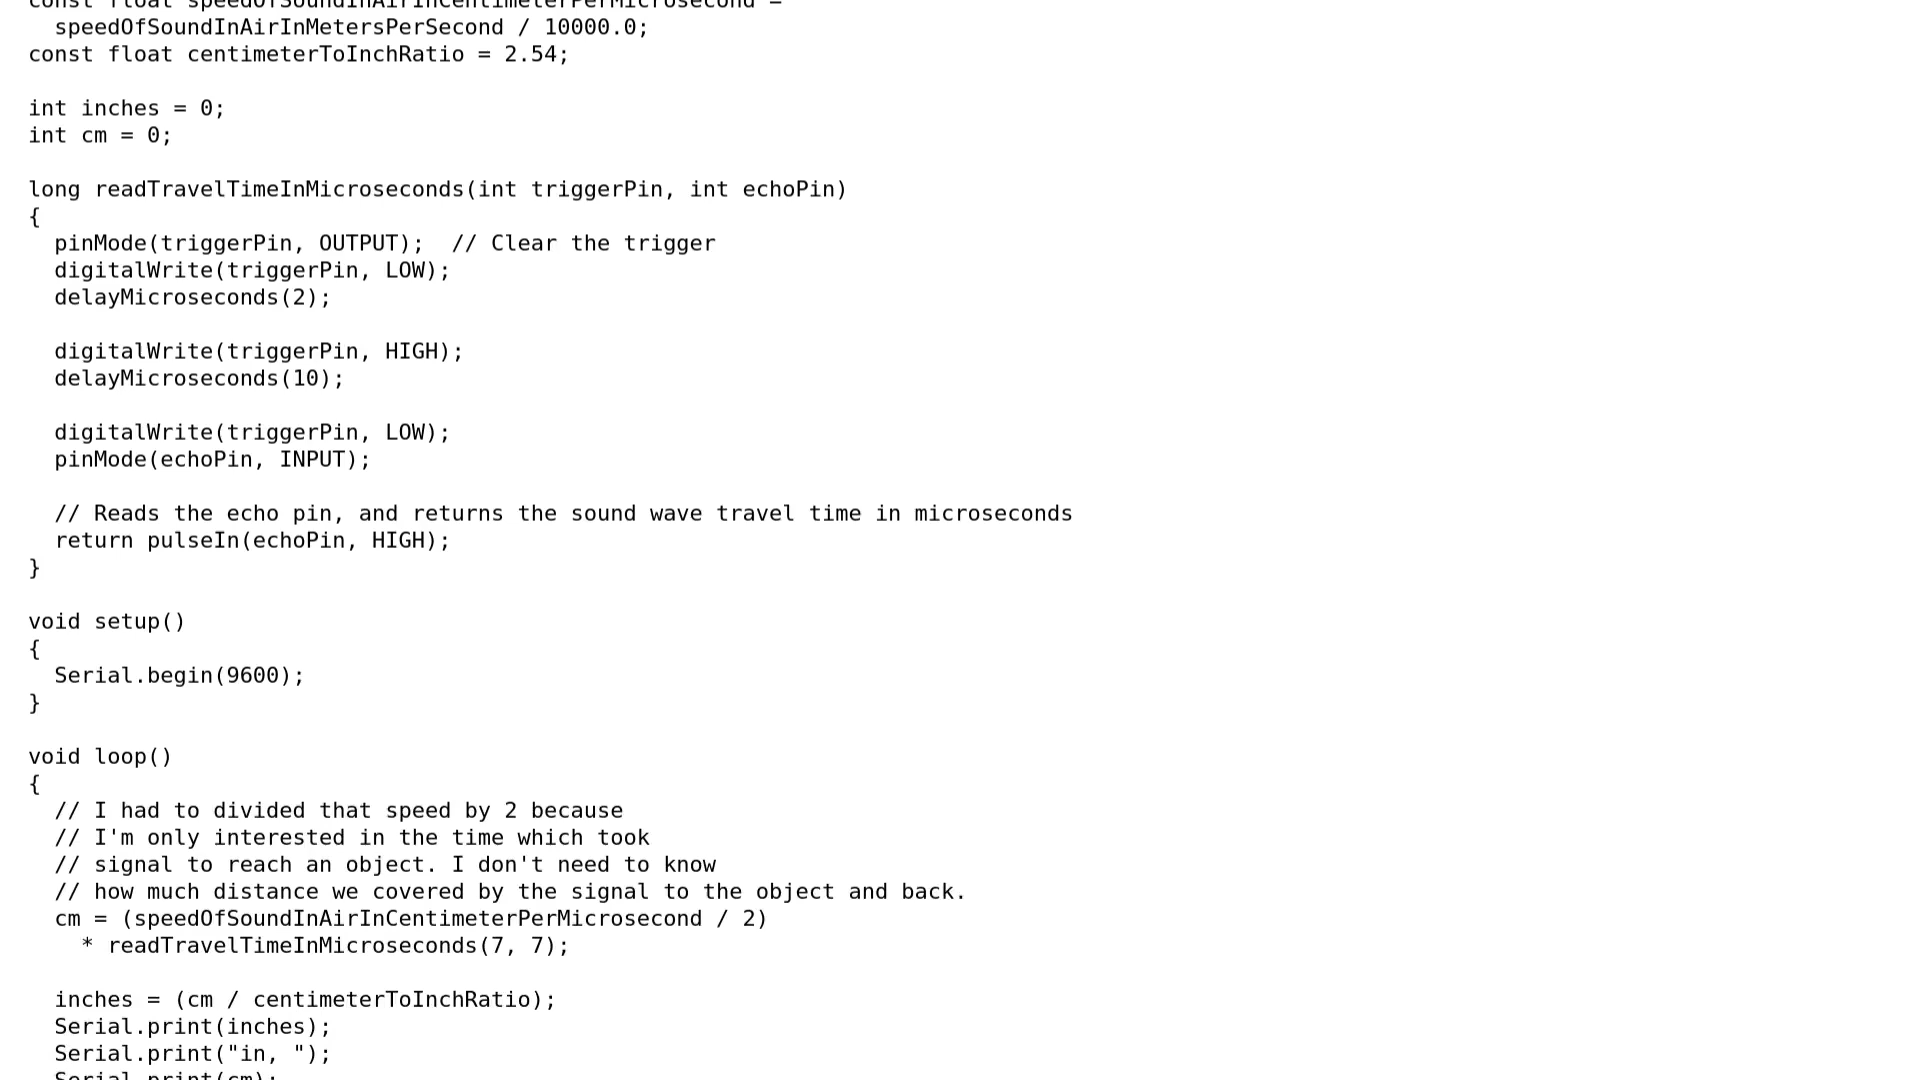 const float speedOfSoundInAirInCentimeterPerMicrosecond =
  speedOfSoundInAirInMetersPerSecond / 10000.0;
const float centimeterToInchRatio = 2.54;

int inches = 0;
int cm = 0;

long readTravelTimeInMicroseconds(int triggerPin, int echoPin)
{
  pinMode(triggerPin, OUTPUT);  // Clear the trigger
  digitalWrite(triggerPin, LOW);
  delayMicroseconds(2);

  digitalWrite(triggerPin, HIGH);
  delayMicroseconds(10);

  digitalWrite(triggerPin, LOW);
  pinMode(echoPin, INPUT);

  // Reads the echo pin, and returns the sound wave travel time in microseconds
  return pulseIn(echoPin, HIGH);
}

void setup()
{
  Serial.begin(9600);
}

void loop()
{
  // I had to divided that speed by 2 because
  // I'm only interested in the time which took
  // signal to reach an object. I don't need to know
  // how much distance we covered by the signal to the object and back.
  cm = (speedOfSoundInAirInCentimeterPerMicrosecond / 2)
    * readTravelTimeInMicroseconds(7, 7);

  inches = (cm / centimeterToInchRatio);
  Serial.print(inches);
  Serial.print("in, ");
  Serial.print(cm);